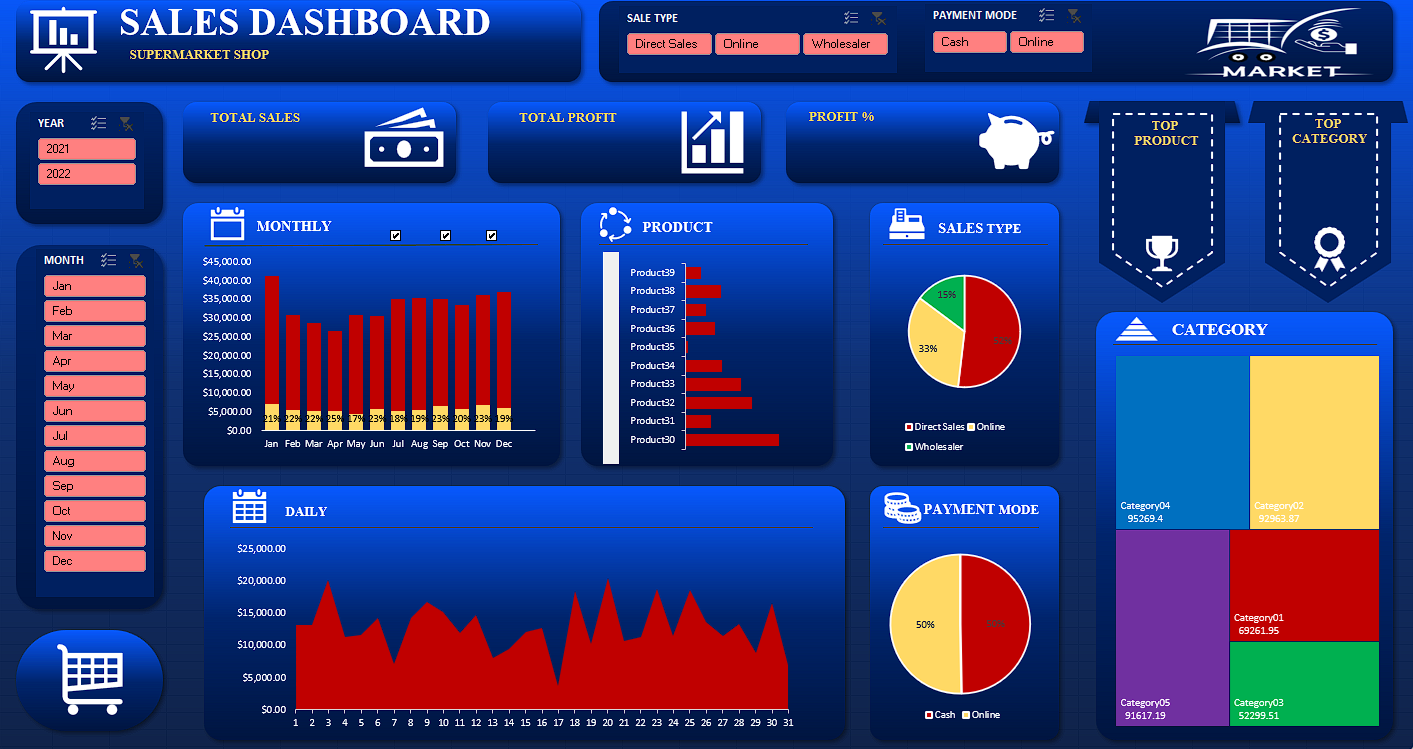 SALES DASHBOARD
SUPERMARKET SHOP
SALE TYPE
Direct Sales Online Wholesaler
PAYMENT MODE
Cash Online
MARKET
YEAR
2021
2022
MONTH
Jan
Feb
Mar
Apr
May
Jun
Jul
Aug
Sep
Oct
Nov
Dec
TOTAL SALES
TOTAL PROFIT
PROFIT %
TOP
PRODUCT
TOP
CATEGORY
MONTHLY
$45,000.00
$40,000.00
$35,000.00
$30,000.00
$25,000.00
$20,000.00
$15,000.00
$10,000.00
$5,000.00
$0.00
21% 22% 22% 25% 17% 23% 18% 19% 23% 20% 23% 19%
Jan Feb Mar Apr May Jun Jul Aug Sep Oct Nov Dec
PRODUCT
Product39
Product38
Product37
Product36
Product35
Product34
Product33
Product32
Product31
Product30
SALES TYPE
15%
33%
Direct Sales Online
Wholesaler
CATEGORY
Category04
95269.4
Category02
92963.87
Category01
69261.95
Category05
91617.19
Category03
52299.51
DAILY
$25,000.00
$20,000.00
$15,000.00
$10,000.00
$5,000.00
$0.00
1 2 3 4 5 6 7 8 9 10 11 12 13 14 15 16 17 18 19 20 21 22 23 24 25 26 27 28 29 30 31
PAYMENT MODE
50%
Cash Online